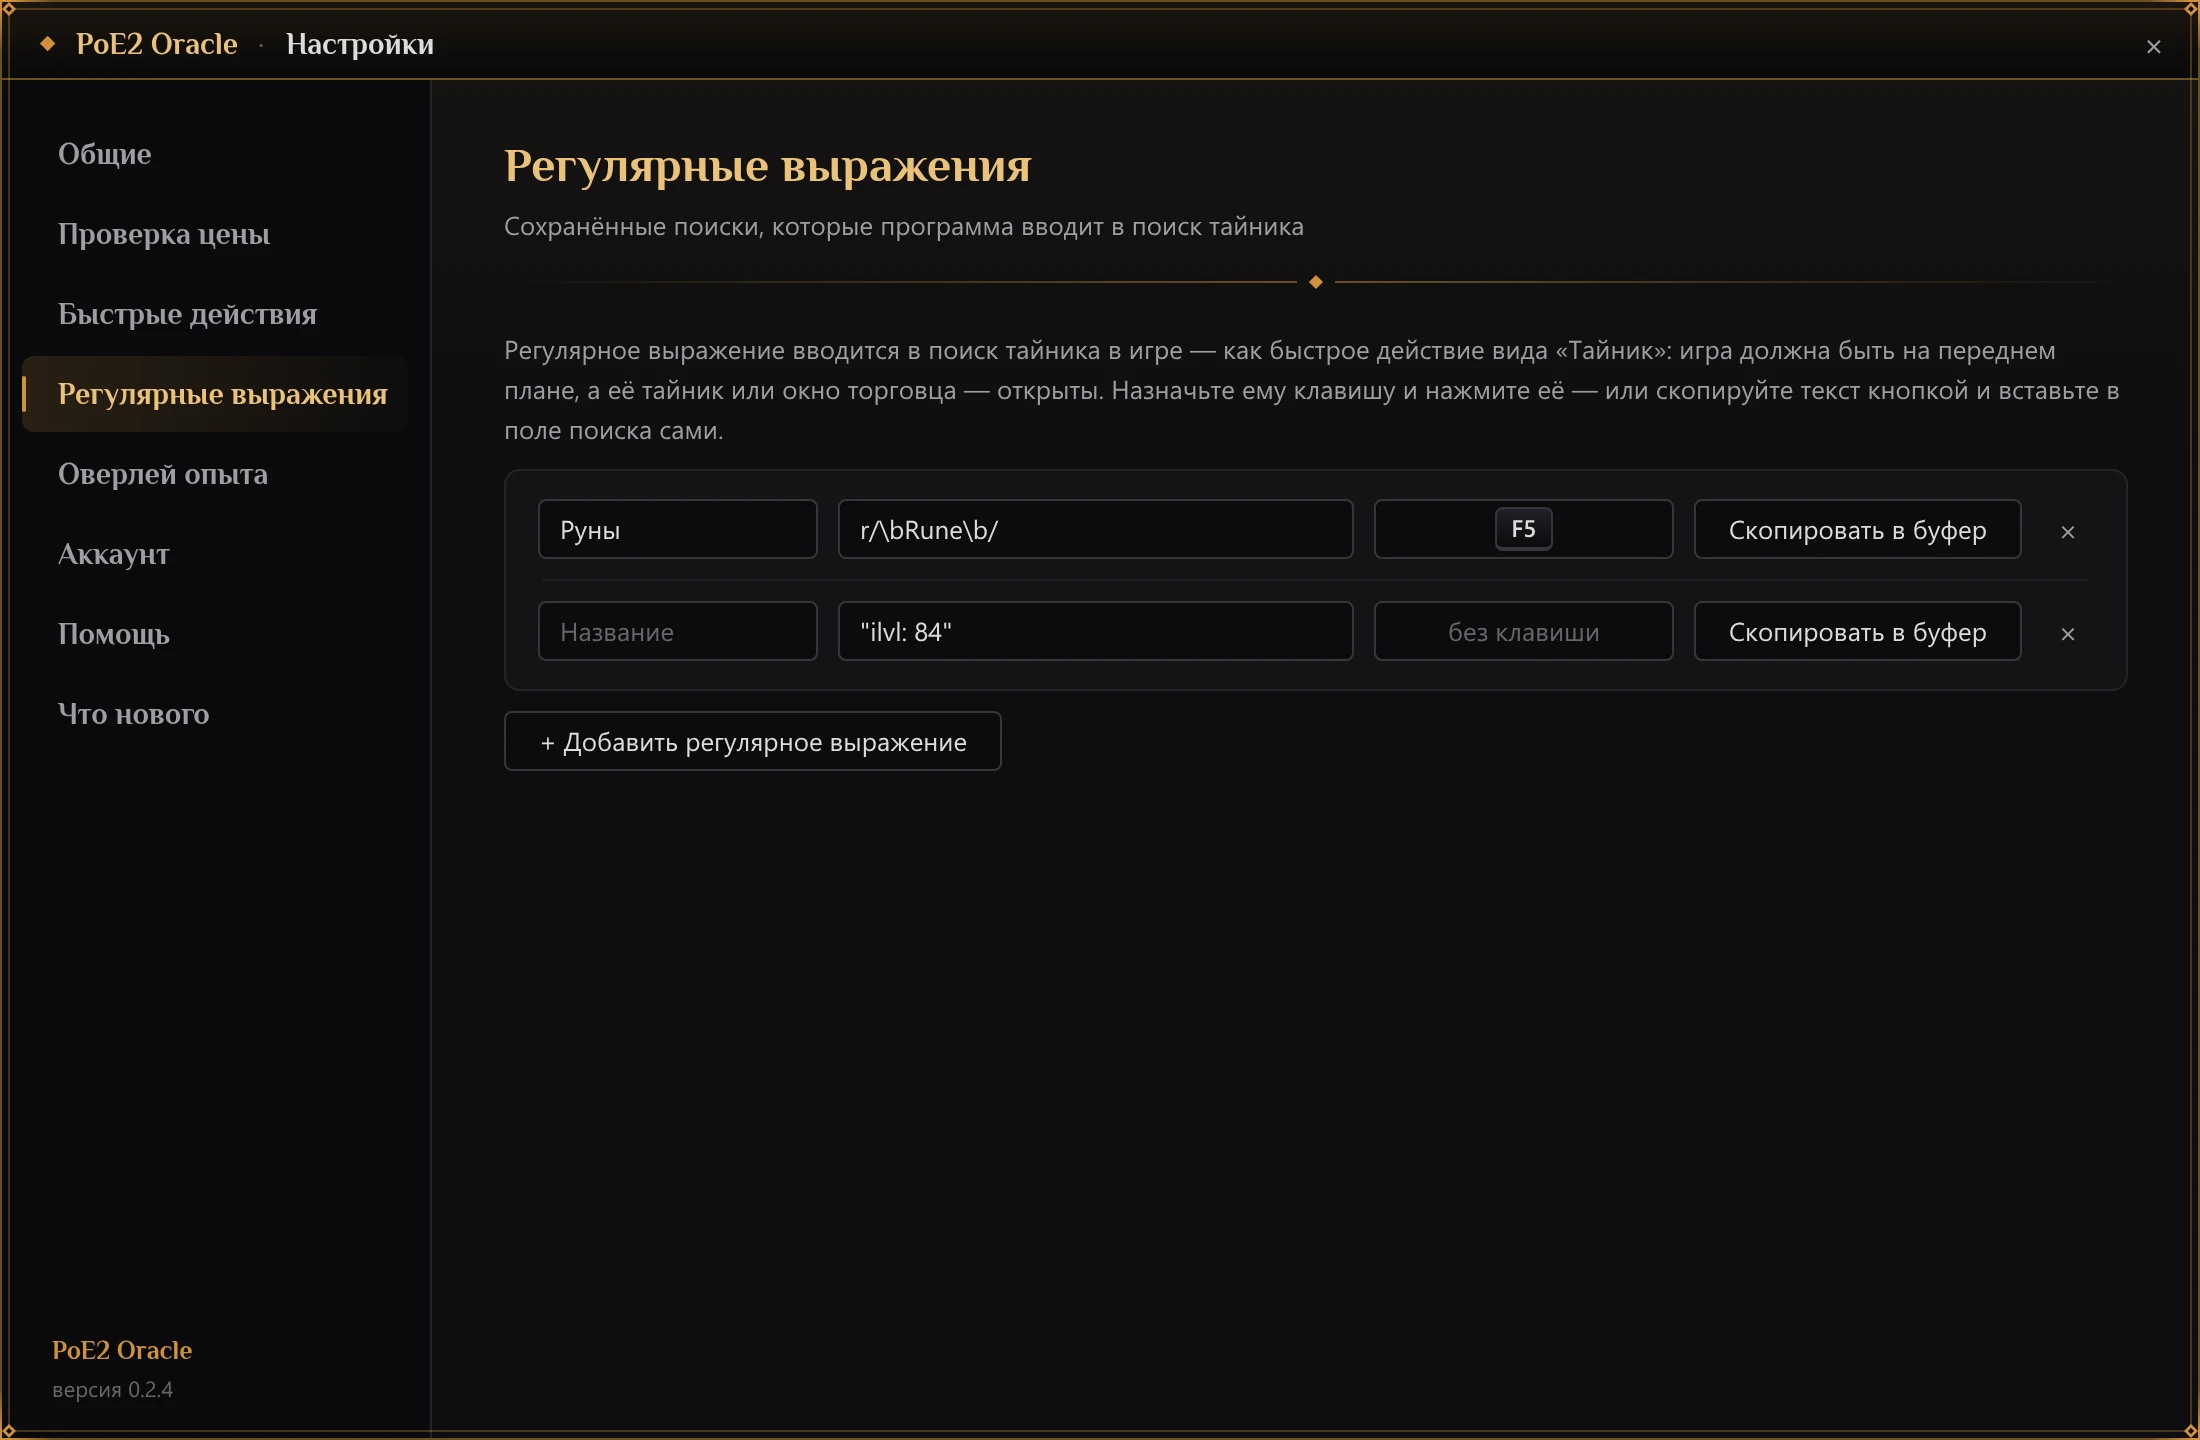 PoE2 Oracle · Настройки
×
Общие
Проверка цены
Быстрые действия
Регулярные выражения
Оверлей опыта
Аккаунт
Помощь
Что нового
PoE2 Oracle
версия 0.2.4
Регулярные выражения
Сохранённые поиски, которые программа вводит в поиск тайника
Регулярное выражение вводится в поиск тайника в игре — как быстрое действие вида «Тайник»: игра должна быть на переднем
плане, а её тайник или окно торговца — открыты. Назначьте ему клавишу и нажмите её — или скопируйте текст кнопкой и вставьте в
поле поиска сами.
Руны r/\bRune\b/ F5 Скопировать в буфер ×
Название "ilvl: 84" без клавиши Скопировать в буфер ×
+ Добавить регулярное выражение